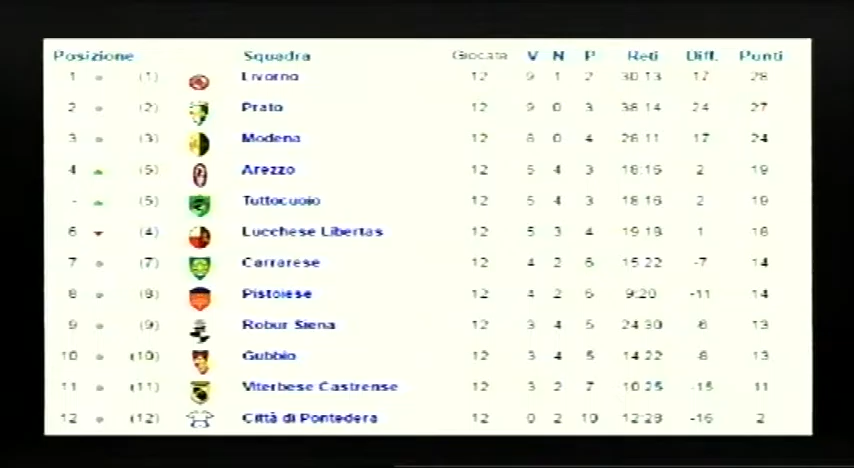 Posizione Squadra Giocate V N P Reti Diff. Punti
1 (1) Livorno 12 9 1 2 30:13 17 28
2 (2) Prato 12 9 0 3 38:14 24 27
3 (3) Modena 12 8 0 4 28:11 17 24
4 (5) Arezzo 12 5 4 3 18:16 2 19
- (5) Tuttocuoio 12 5 4 3 18:16 2 19
6 (4) Lucchese Libertas 12 5 3 4 19:18 1 18
7 (7) Carrarese 12 4 2 6 15:22 -7 14
8 (8) Pistoiese 12 4 2 6 9:20 -11 14
9 (9) Robur Siena 12 3 4 5 24:30 -6 13
10 (10) Gubbio 12 3 4 5 14:22 -8 13
11 (11) Viterbese Castrense 12 3 2 7 10:25 -15 11
12 (12) Città di Pontedera 12 0 2 10 12:28 -16 2